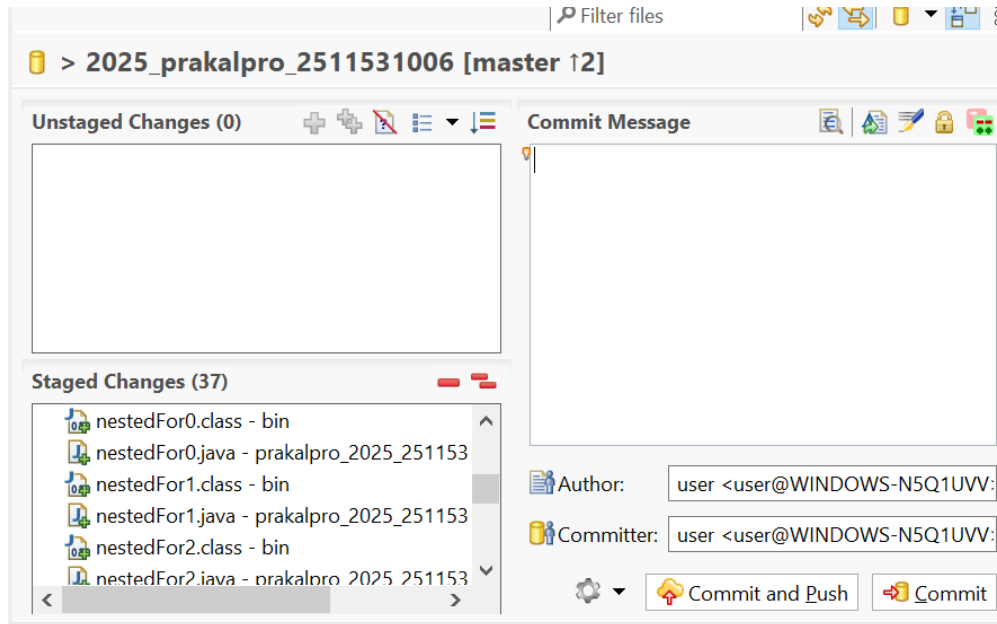 Filter files
> 2025_prakalpro_2511531006 [master ↑2]
Unstaged Changes (0)
Staged Changes (37)
nestedFor0.class - bin
nestedFor0.java - prakalpro_2025_251153
nestedFor1.class - bin
nestedFor1.java - prakalpro_2025_251153
nestedFor2.class - bin
nestedFor2.java - prakalpro_2025_251153
Commit Message
Author: user <user@WINDOWS-N5Q1UVV:
Committer: user <user@WINDOWS-N5Q1UVV:
Commit and Push
Commit